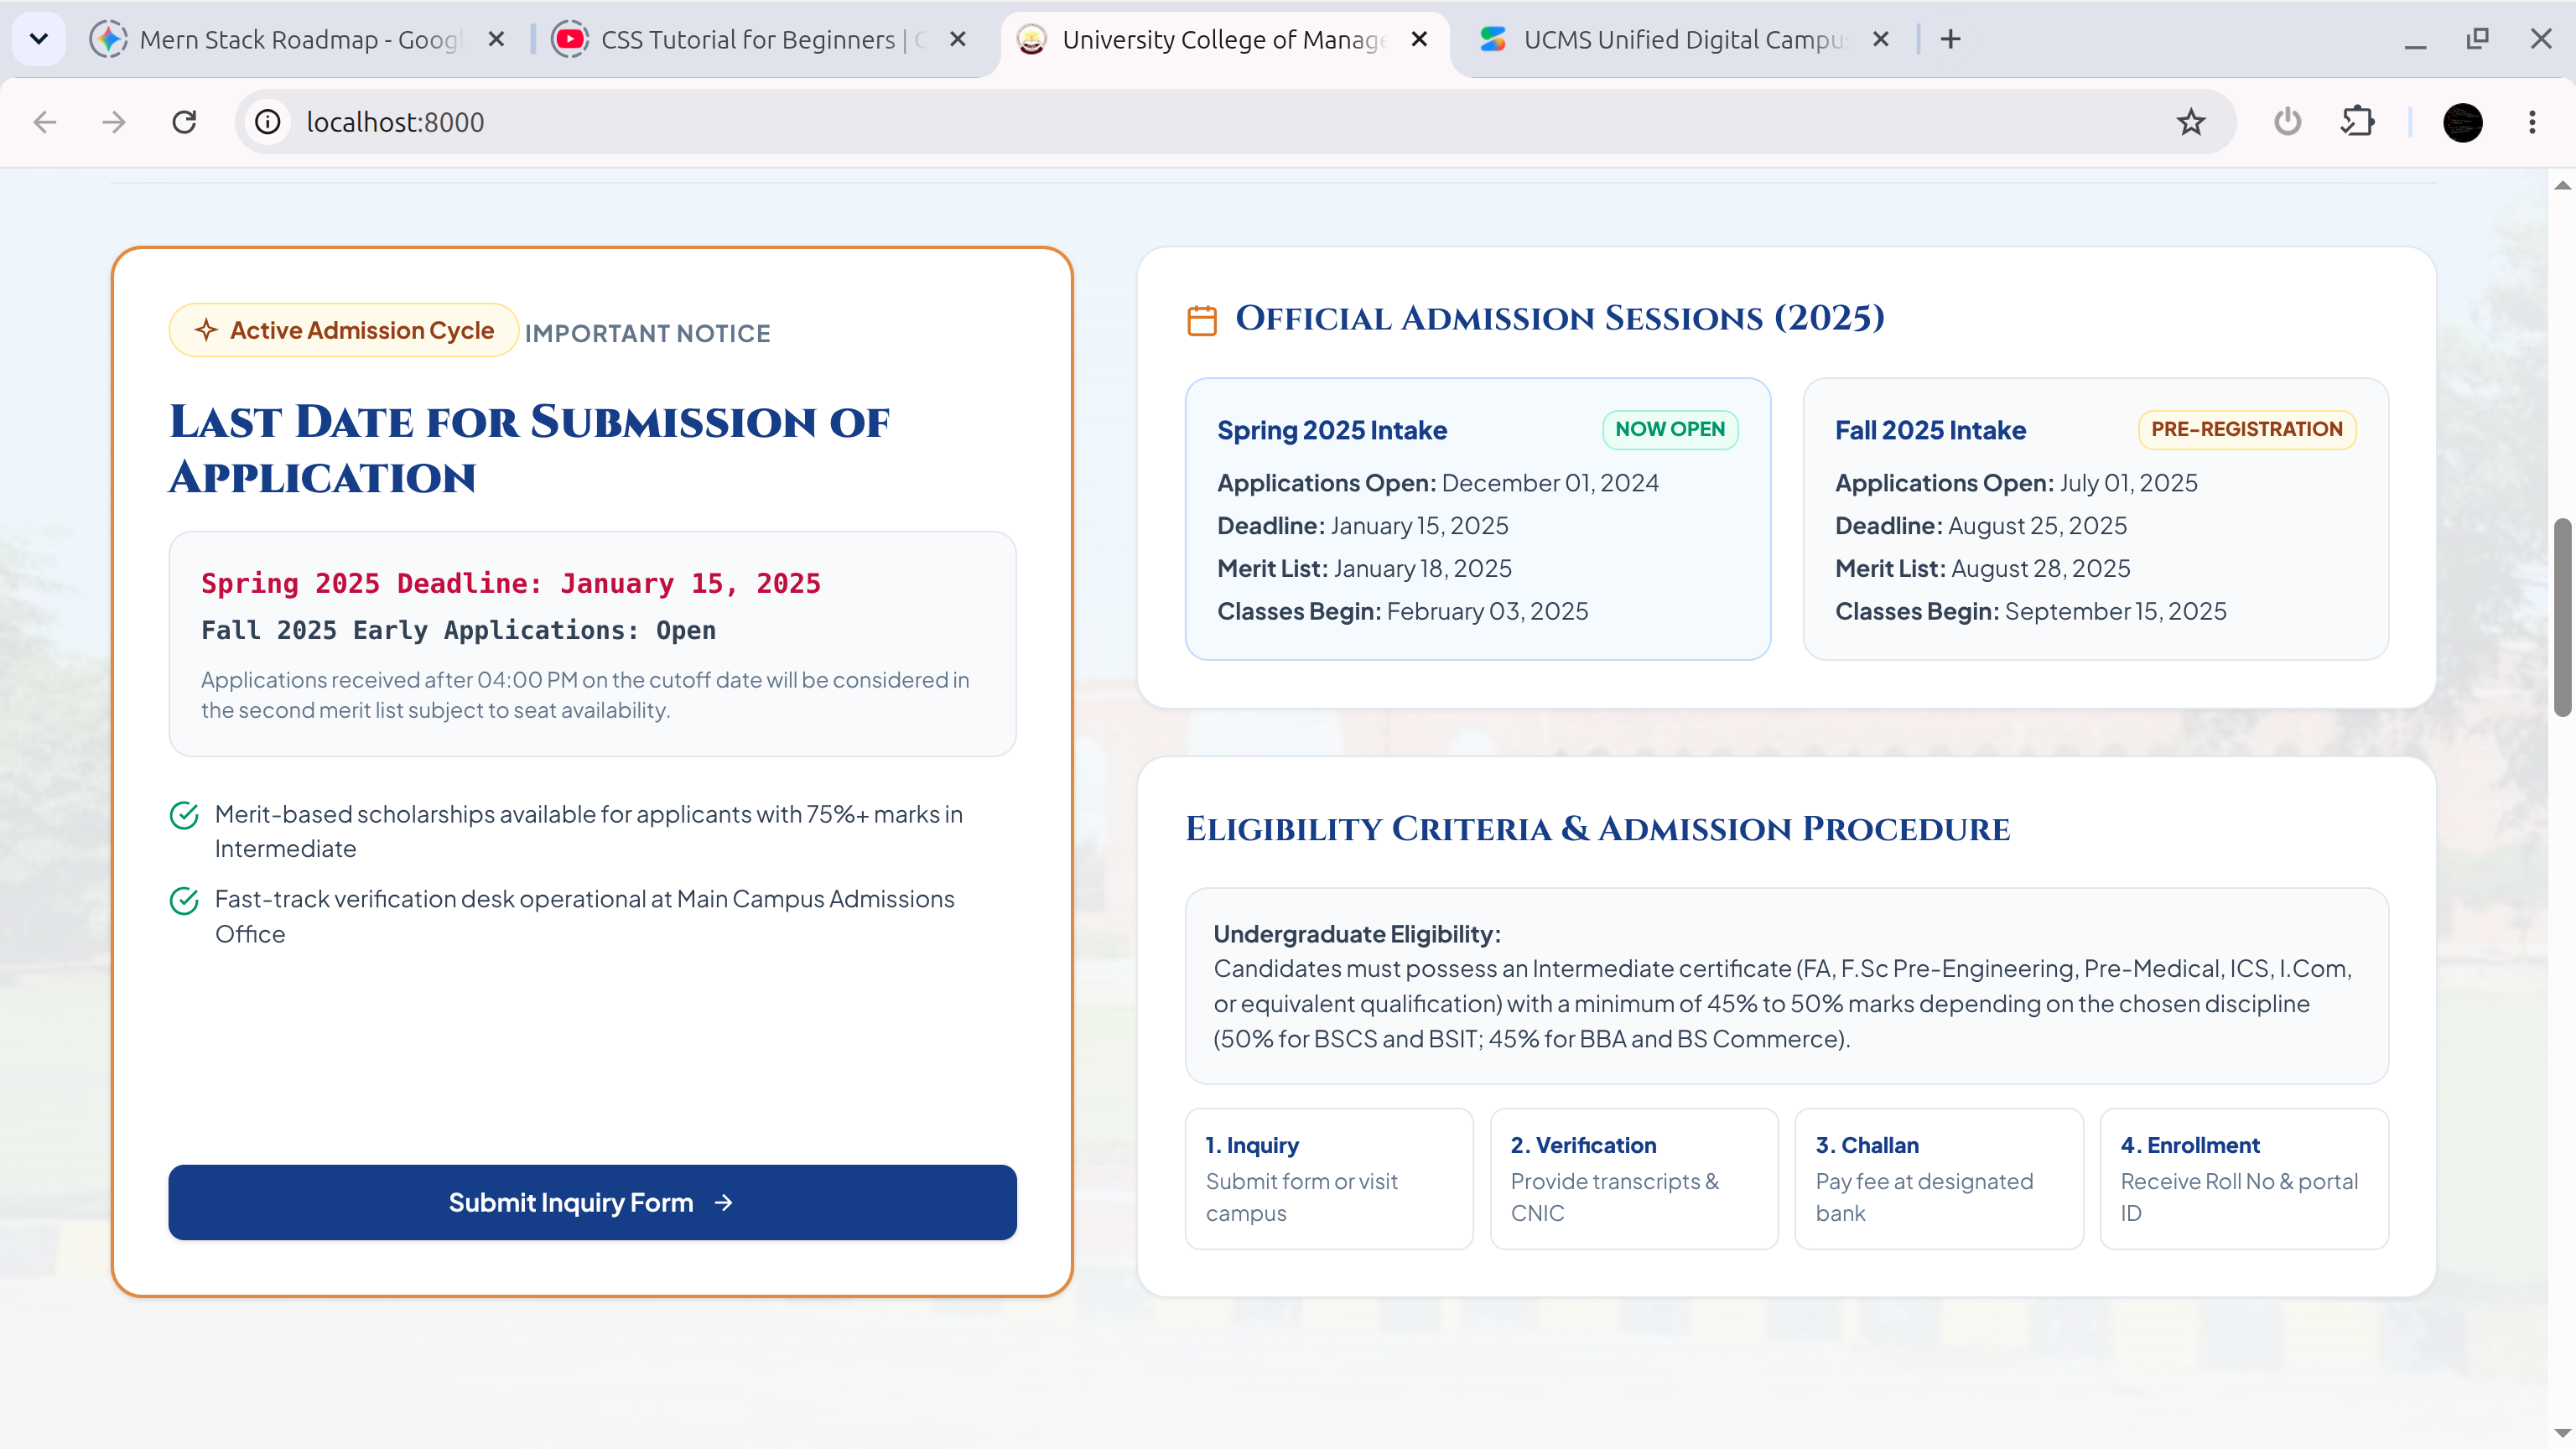 Mern Stack Roadmap - Googl
CSS Tutorial for Beginners |
University College of Manage
UCMS Unified Digital Campu
localhost:8000
Active Admission Cycle
IMPORTANT NOTICE
Last Date for Submission of
Application
Spring 2025 Deadline: January 15, 2025
Fall 2025 Early Applications: Open
Applications received after 04:00 PM on the cutoff date will be considered in
the second merit list subject to seat availability.
Merit-based scholarships available for applicants with 75%+ marks in
Intermediate
Fast-track verification desk operational at Main Campus Admissions
Office
Submit Inquiry Form →
Official Admission Sessions (2025)
Spring 2025 Intake
NOW OPEN
Applications Open: December 01, 2024
Deadline: January 15, 2025
Merit List: January 18, 2025
Classes Begin: February 03, 2025
Fall 2025 Intake
PRE-REGISTRATION
Applications Open: July 01, 2025
Deadline: August 25, 2025
Merit List: August 28, 2025
Classes Begin: September 15, 2025
Eligibility Criteria & Admission Procedure
Undergraduate Eligibility:
Candidates must possess an Intermediate certificate (FA, F.Sc Pre-Engineering, Pre-Medical, ICS, I.Com,
or equivalent qualification) with a minimum of 45% to 50% marks depending on the chosen discipline
(50% for BSCS and BSIT; 45% for BBA and BS Commerce).
1. Inquiry
Submit form or visit
campus
2. Verification
Provide transcripts &
CNIC
3. Challan
Pay fee at designated
bank
4. Enrollment
Receive Roll No & portal
ID